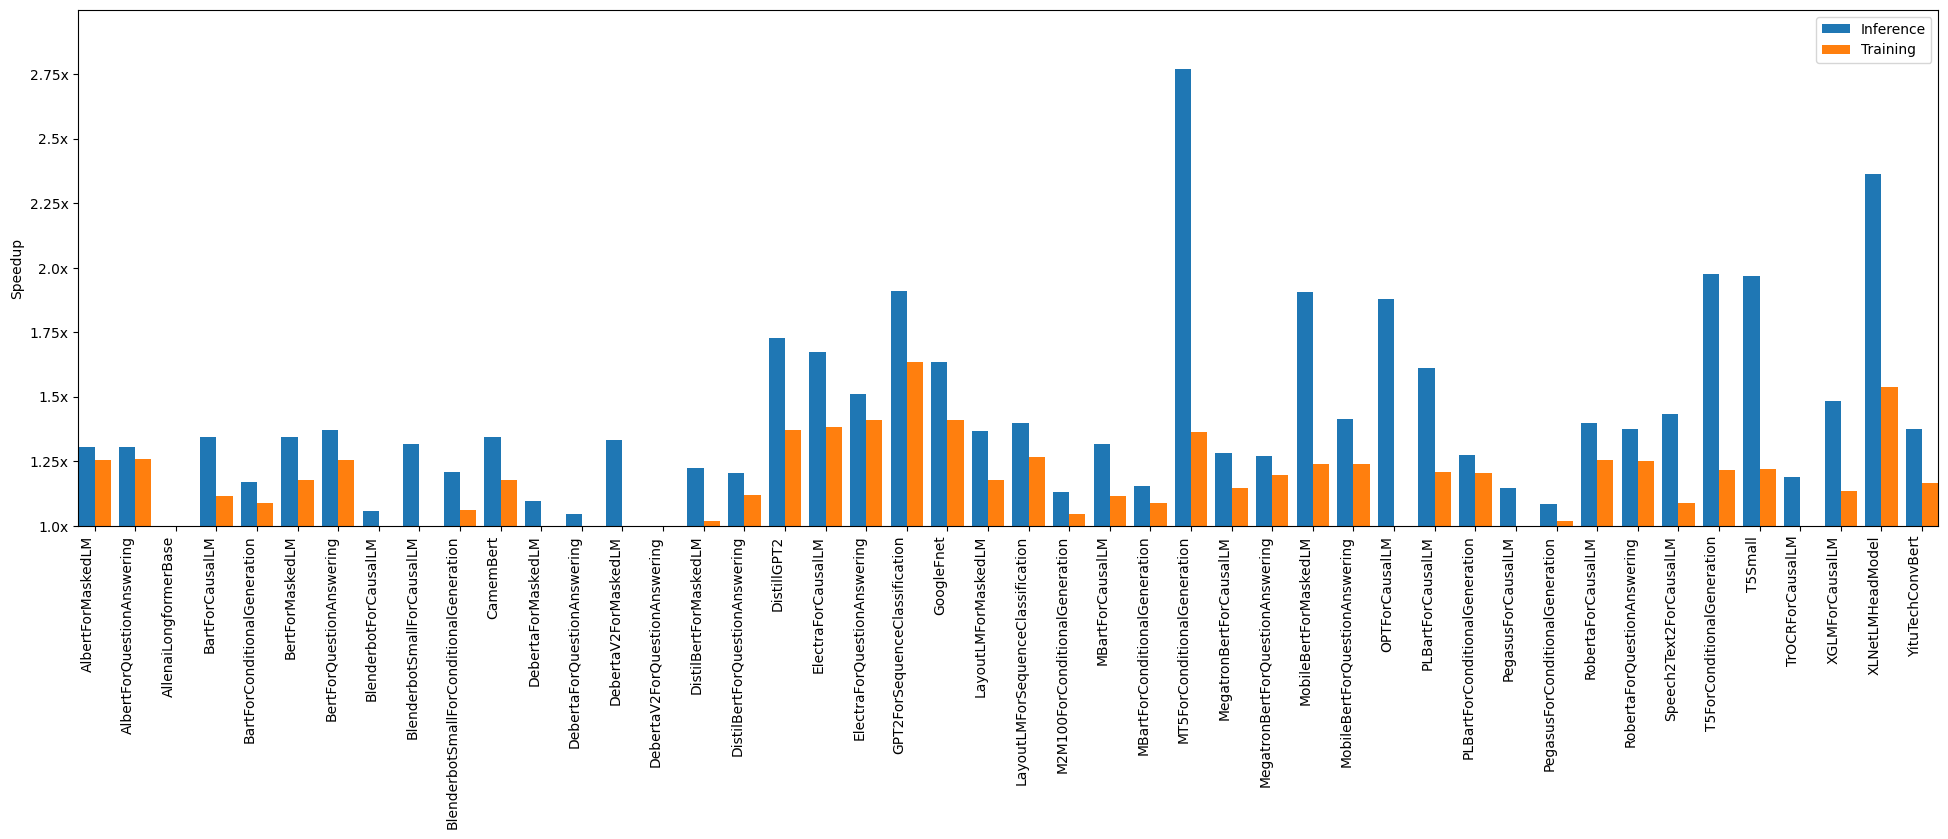 Inference
Training
2.75x
2.5x
2.25x
2.0x
1.75x
1.5x
1.25x
1.0x
Speedup
AlbertForMaskedLM
AlbertForQuestionAnswering
AllenaiLongformerBase
BartForCausalLM
BartForConditionalGeneration
BertForMaskedLM
BertForQuestionAnswering
BlenderbotForCausalLM
BlenderbotSmallForCausalLM
BlenderbotSmallForConditionalGeneration
CamemBert
DebertaForMaskedLM
DebertaForQuestionAnswering
DebertaV2ForMaskedLM
DebertaV2ForQuestionAnswering
DistilBertForMaskedLM
DistilBertForQuestionAnswering
DistillGPT2
ElectraForCausalLM
ElectraForQuestionAnswering
GPT2ForSequenceClassification
GoogleFnet
LayoutLMForMaskedLM
LayoutLMForSequenceClassification
M2M100ForConditionalGeneration
MBartForCausalLM
MBartForConditionalGeneration
MT5ForConditionalGeneration
MegatronBertForCausalLM
MegatronBertForQuestionAnswering
MobileBertForMaskedLM
MobileBertForQuestionAnswering
OPTForCausalLM
PLBartForCausalLM
PLBartForConditionalGeneration
PegasusForCausalLM
PegasusForConditionalGeneration
RobertaForCausalLM
RobertaForQuestionAnswering
Speech2Text2ForCausalLM
T5ForConditionalGeneration
T5Small
TrOCRForCausalLM
XGLMForCausalLM
XLNetLMHeadModel
YituTechConvBert